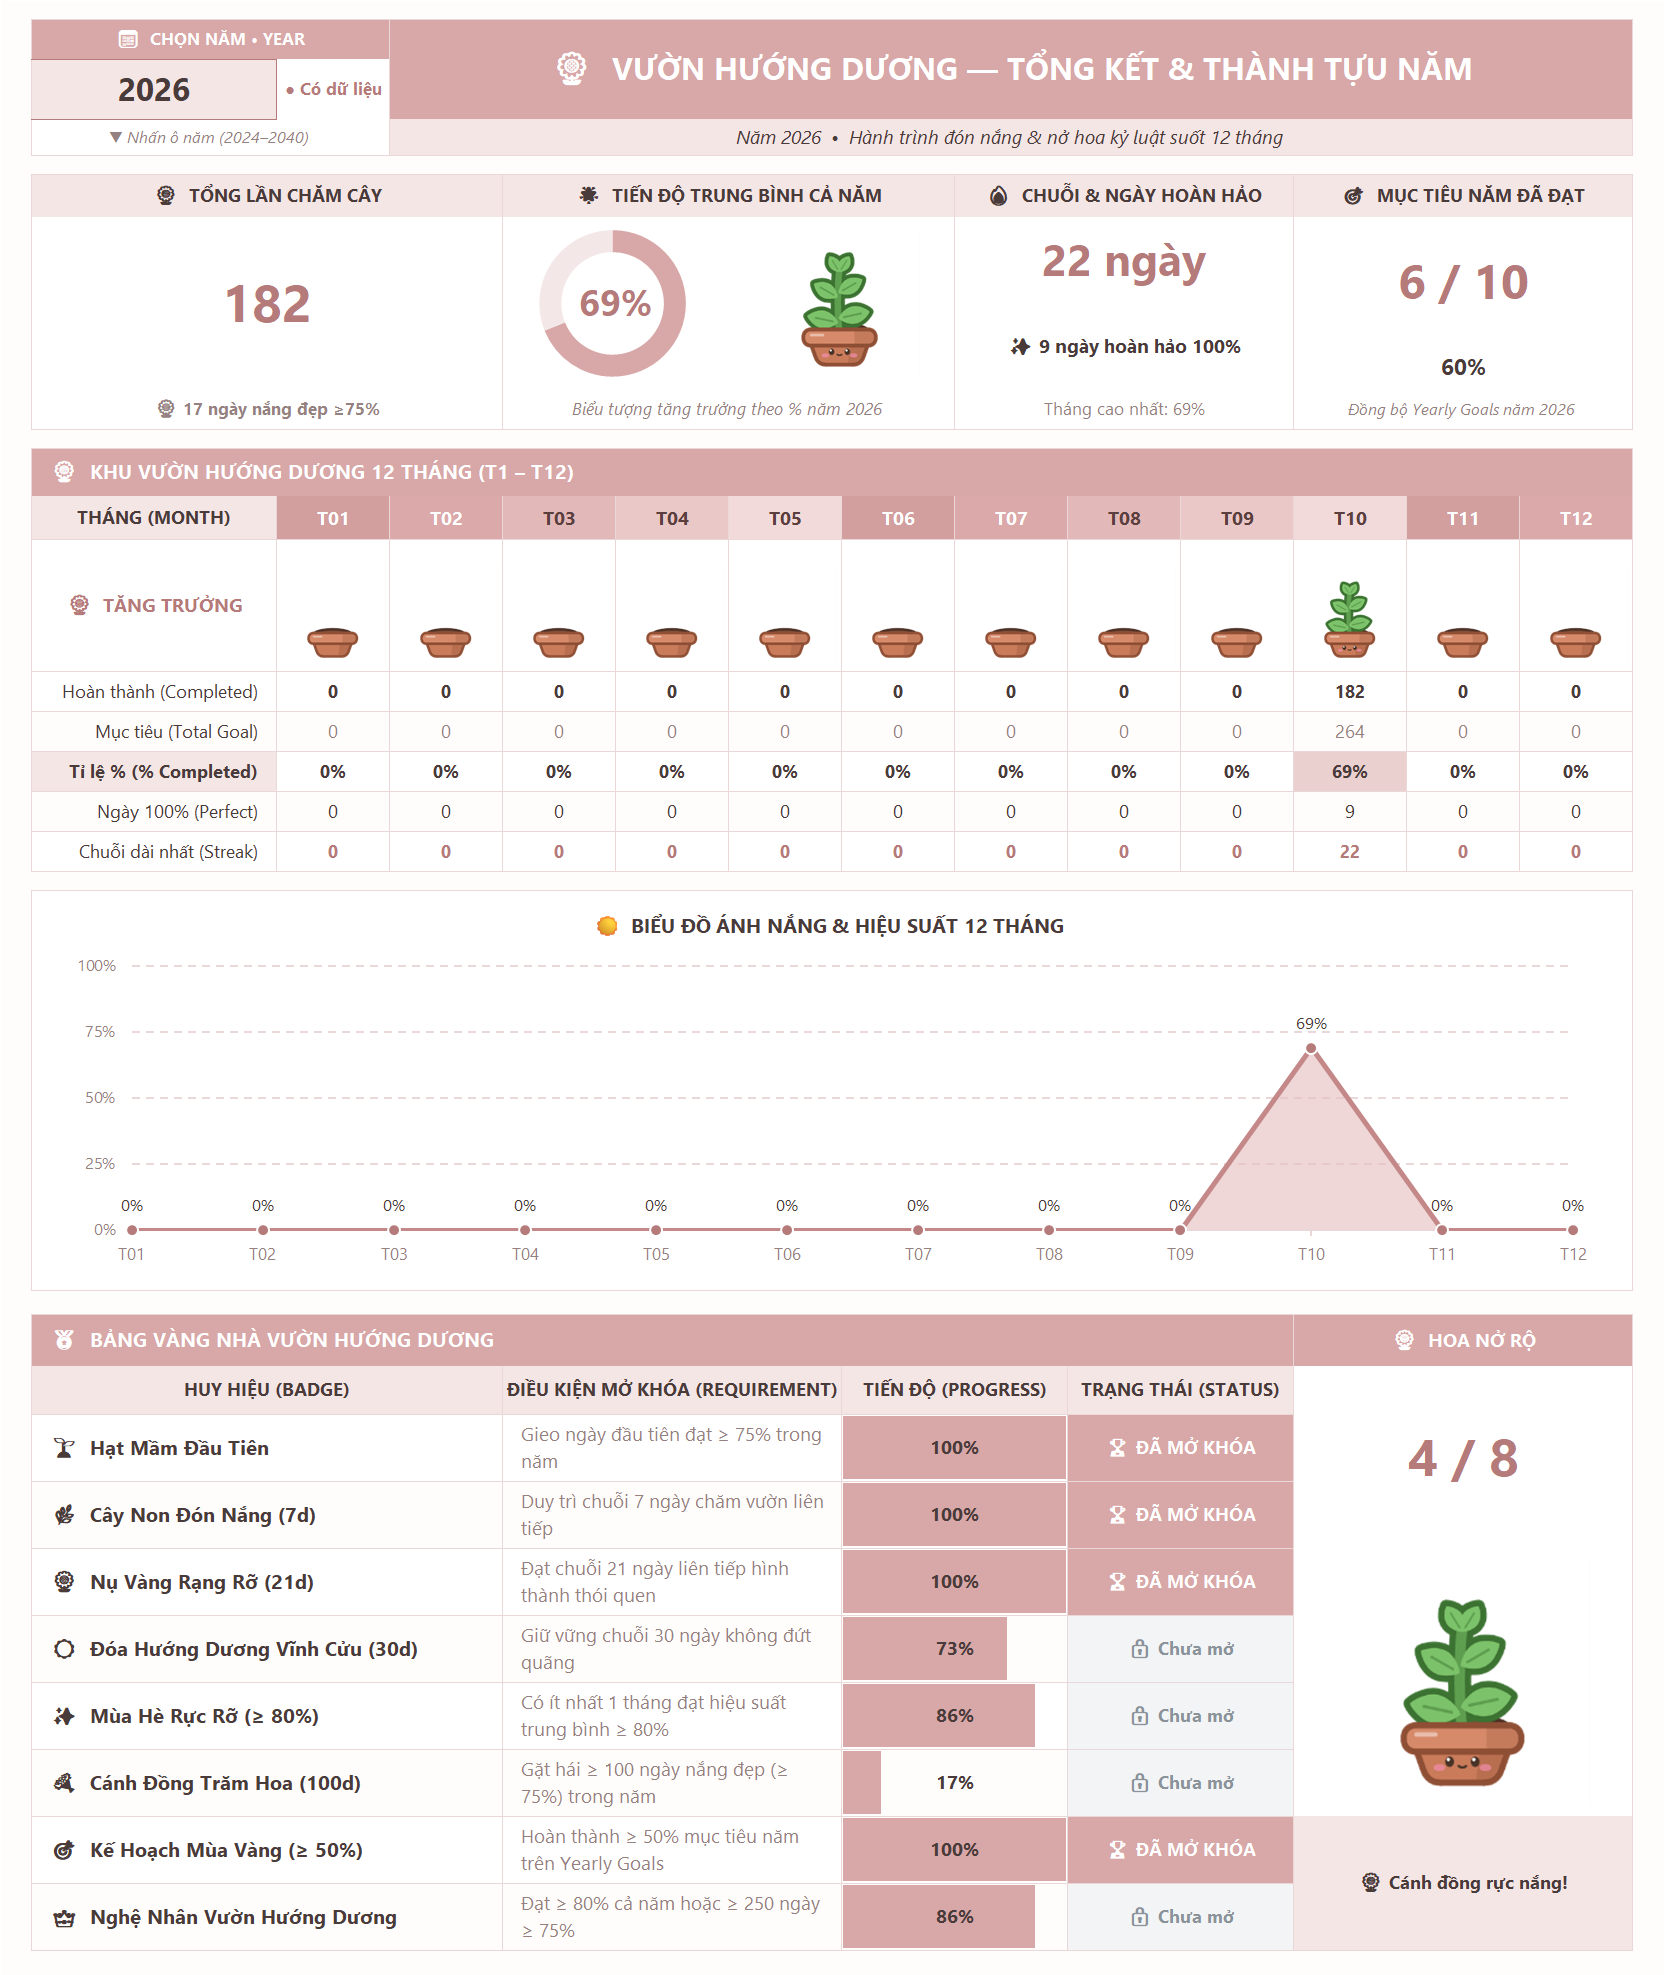 CHỌN NĂM • YEAR
2026
● Có dữ liệu
▼ Nhấn ô năm (2024–2040)
VƯỜN HƯỚNG DƯƠNG — TỔNG KẾT & THÀNH TỰU NĂM
Năm 2026 • Hành trình đón nắng & nở hoa kỷ luật suốt 12 tháng
TỔNG LẦN CHĂM CÂY
182
17 ngày nắng đẹp ≥75%
TIẾN ĐỘ TRUNG BÌNH CẢ NĂM
69%
Biểu tượng tăng trưởng theo % năm 2026
CHUỖI & NGÀY HOÀN HẢO
22 ngày
9 ngày hoàn hảo 100%
Tháng cao nhất: 69%
MỤC TIÊU NĂM ĐÃ ĐẠT
6 / 10
60%
Đồng bộ Yearly Goals năm 2026
KHU VƯỜN HƯỚNG DƯƠNG 12 THÁNG (T1 – T12)
THÁNG (MONTH) T01 T02 T03 T04 T05 T06 T07 T08 T09 T10 T11 T12
TĂNG TRƯỞNG
Hoàn thành (Completed) 0 0 0 0 0 0 0 0 0 182 0 0
Mục tiêu (Total Goal) 0 0 0 0 0 0 0 0 0 264 0 0
Tỉ lệ % (% Completed) 0% 0% 0% 0% 0% 0% 0% 0% 0% 69% 0% 0%
Ngày 100% (Perfect) 0 0 0 0 0 0 0 0 0 9 0 0
Chuỗi dài nhất (Streak) 0 0 0 0 0 0 0 0 0 22 0 0
BIỂU ĐỒ ÁNH NẮNG & HIỆU SUẤT 12 THÁNG
100%
75%
50%
25%
0%
0% 0% 0% 0% 0% 0% 0% 0% 0% 69% 0% 0%
T01 T02 T03 T04 T05 T06 T07 T08 T09 T10 T11 T12
BẢNG VÀNG NHÀ VƯỜN HƯỚNG DƯƠNG
HUY HIỆU (BADGE) ĐIỀU KIỆN MỞ KHÓA (REQUIREMENT) TIẾN ĐỘ (PROGRESS) TRẠNG THÁI (STATUS)
Hạt Mầm Đầu Tiên
Gieo ngày đầu tiên đạt ≥ 75% trong
năm
100%
ĐÃ MỞ KHÓA
Cây Non Đón Nắng (7d)
Duy trì chuỗi 7 ngày chăm vườn liên
tiếp
100%
ĐÃ MỞ KHÓA
Nụ Vàng Rạng Rỡ (21d)
Đạt chuỗi 21 ngày liên tiếp hình
thành thói quen
100%
ĐÃ MỞ KHÓA
Đóa Hướng Dương Vĩnh Cửu (30d)
Giữ vững chuỗi 30 ngày không đứt
quãng
73%
Chưa mở
Mùa Hè Rực Rỡ (≥ 80%)
Có ít nhất 1 tháng đạt hiệu suất
trung bình ≥ 80%
86%
Chưa mở
Cánh Đồng Trăm Hoa (100d)
Gặt hái ≥ 100 ngày nắng đẹp (≥
75%) trong năm
17%
Chưa mở
Kế Hoạch Mùa Vàng (≥ 50%)
Hoàn thành ≥ 50% mục tiêu năm
trên Yearly Goals
100%
ĐÃ MỞ KHÓA
Nghệ Nhân Vườn Hướng Dương
Đạt ≥ 80% cả năm hoặc ≥ 250 ngày
≥ 75%
86%
Chưa mở
HOA NỞ RỘ
4 / 8
Cánh đồng rực nắng!